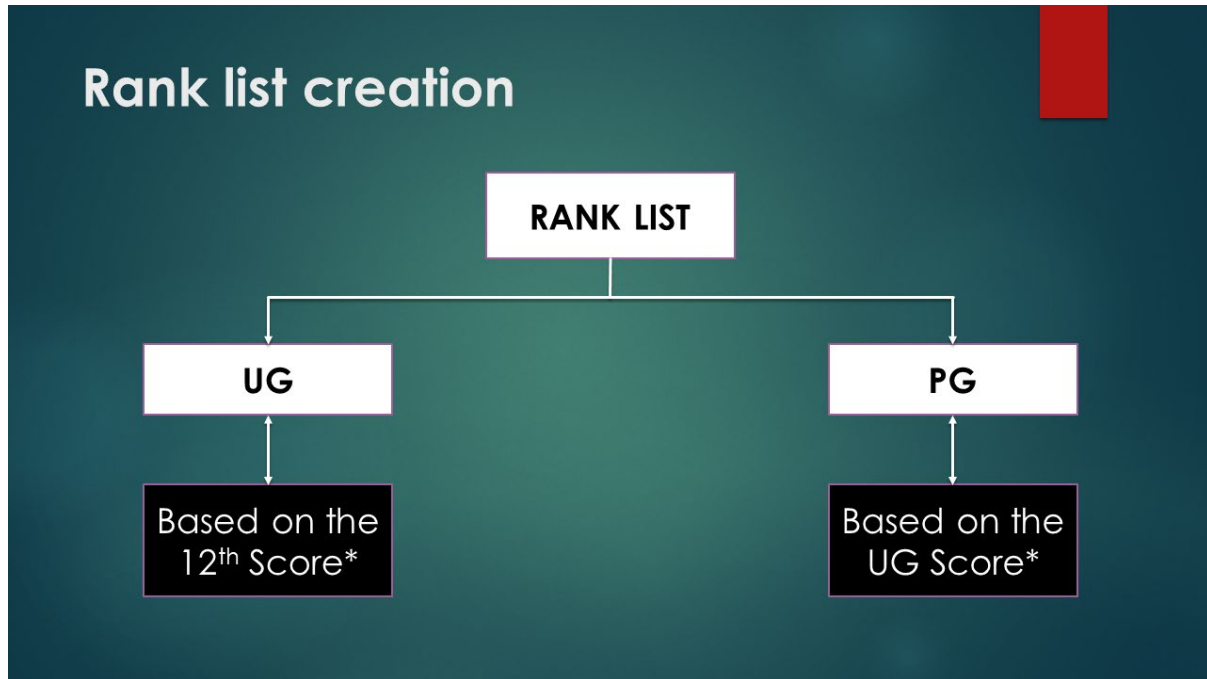 Rank list creation
RANK LIST
UG
PG
Based on the
12th Score*
Based on the
UG Score*